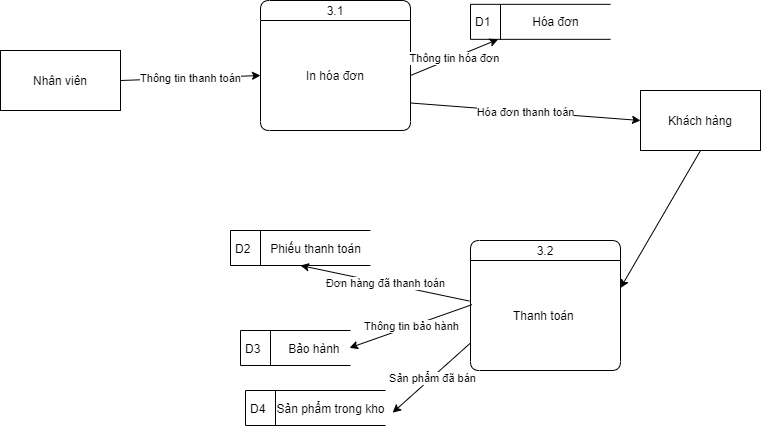 3.1
D1
Hóa đơn
Thông tin hóa đơn
Nhân viên
Thông tin thanh toán
In hóa đơn
Hóa đơn thanh toán
Khách hàng
D2
Phiếu thanh toán
3.2
Đơn hàng đã thanh toán
Thanh toán
Thông tin bảo hành
D3
Bảo hành
Sản phẩm đã bán
D4
Sản phẩm trong kho